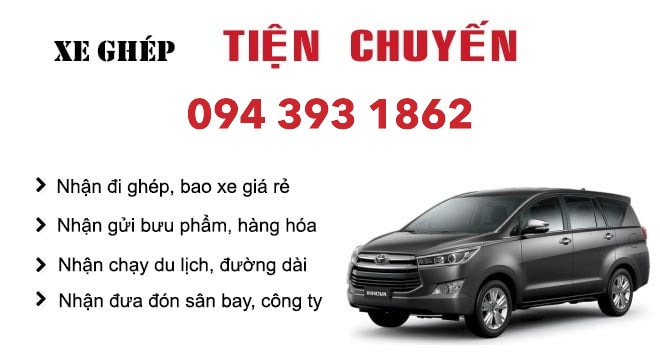 XE GHÉP TIỆN CHUYẾN
094 393 1862
Nhận đi ghép, bao xe giá rẻ
Nhận gửi bưu phẩm, hàng hóa
Nhận chạy du lịch, đường dài
Nhận đưa đón sân bay, công ty
INNOVA